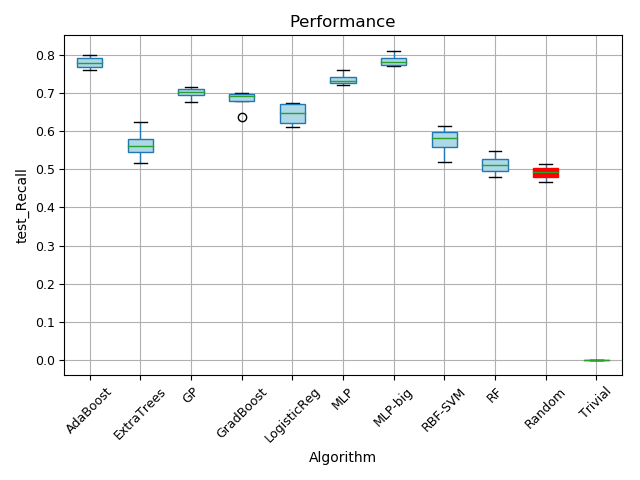 Performance
test_Recall
0.8
0.7
0.6
0.5
0.4
0.3
0.2
0.1
0.0
AdaBoost
ExtraTrees
GP
GradBoost
LogisticReg
MLP
MLP-big
RBF-SVM
RF
Random
Trivial
Algorithm